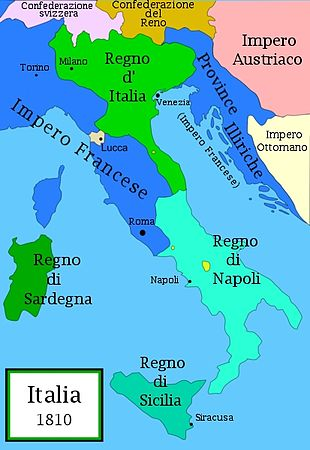 Confederazione
svizzera
Confederazione
del
Reno
Impero
Austriaco
Torino
Milano
Regno
d'
Italia
Venezia
Province Illiriche
(Impero Francese)
Impero
Ottomano
Impero Francese
Lucca
Roma
Regno
di
Sardegna
Napoli
Regno
di
Napoli
Regno
di
Sicilia
Siracusa
Italia
1810